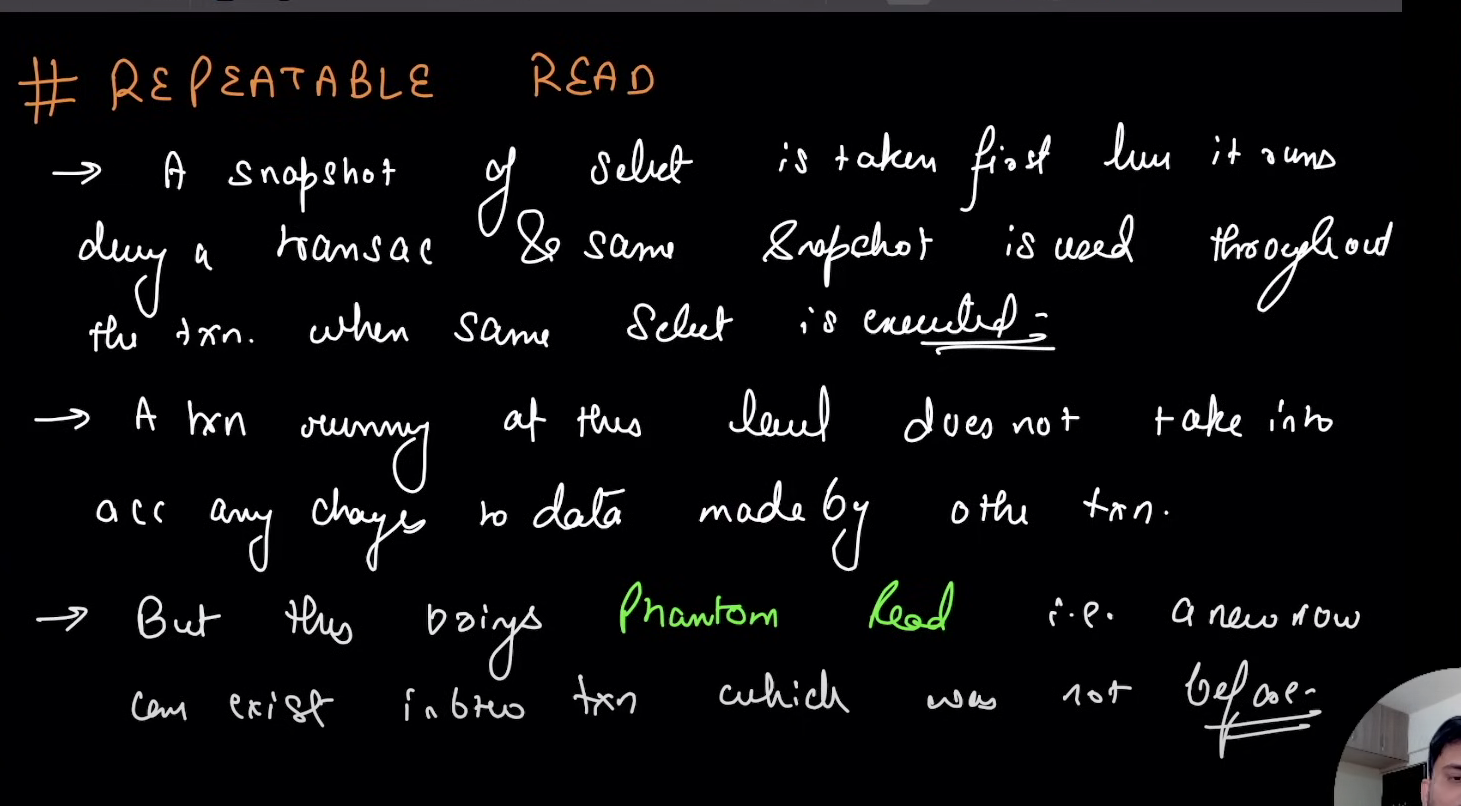 # REPEATABLE READ
→ A snapshot of select is taken first time it runs
during a transac & same snapshot is used throughout
the txn. when same select is executed
→ A txn running at this level does not take into
acc any changes to data made by other txn.
→ But this brings Phantom Read i.e. a new row
can exist in btw txn which was not before